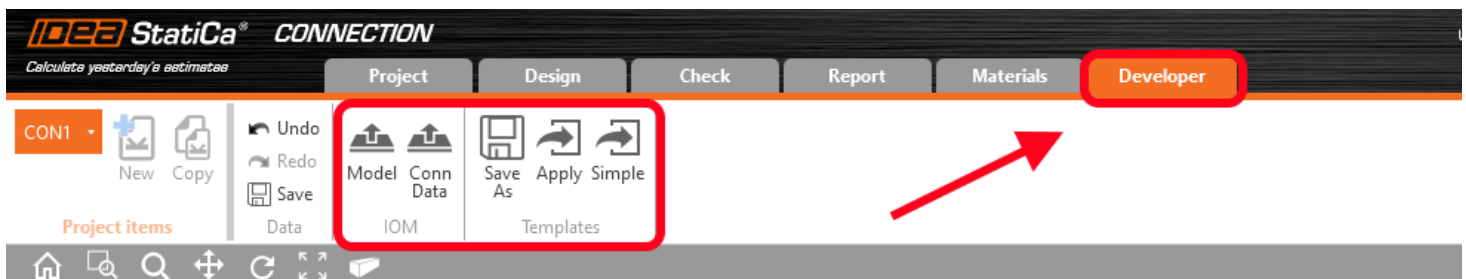 IDEA StatiCa® CONNECTION
Calculate yesterday's estimates
Project Design Check Report Materials Developer
CON1
New Copy
Project items
Undo
Redo
Save
Data
Model Conn Data
IOM
Save As Apply Simple
Templates